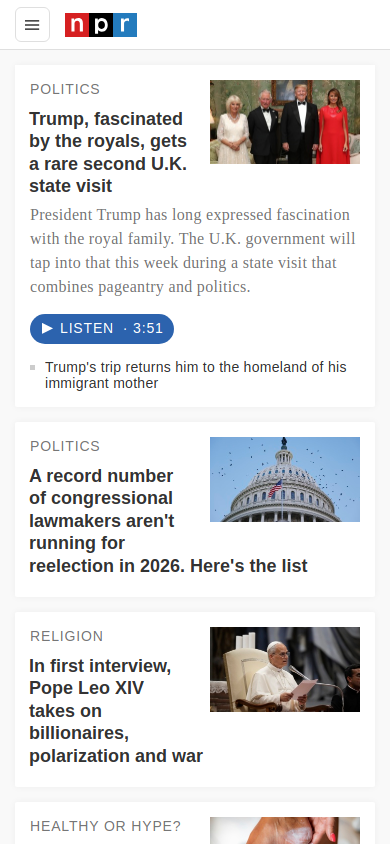 npr
POLITICS
Trump, fascinated
by the royals, gets
a rare second U.K.
state visit
President Trump has long expressed fascination
with the royal family. The U.K. government will
tap into that this week during a state visit that
combines pageantry and politics.
LISTEN · 3:51
Trump's trip returns him to the homeland of his
immigrant mother
POLITICS
A record number
of congressional
lawmakers aren't
running for
reelection in 2026. Here's the list
RELIGION
In first interview,
Pope Leo XIV
takes on
billionaires,
polarization and war
HEALTHY OR HYPE?